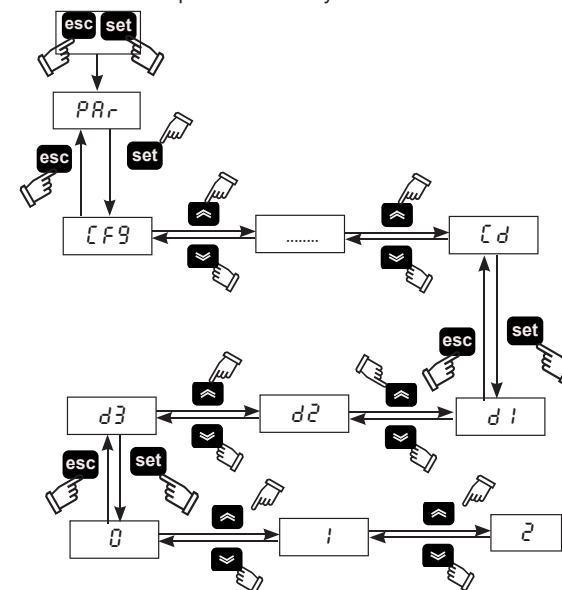 esc set
PAr
esc set
CF9 ........ Cd
esc set
d3 d2 d1
esc set
0 1 2